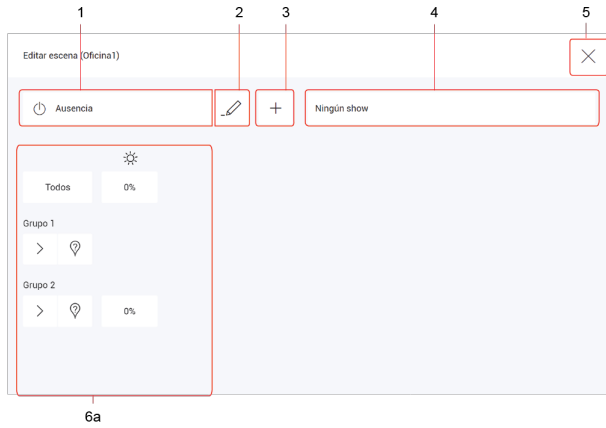 1 2 3 4 5
Editar escena (Oficina1)
Ausencia
Ningún show
Todos 0%
Grupo 1
Grupo 2
0%
6a